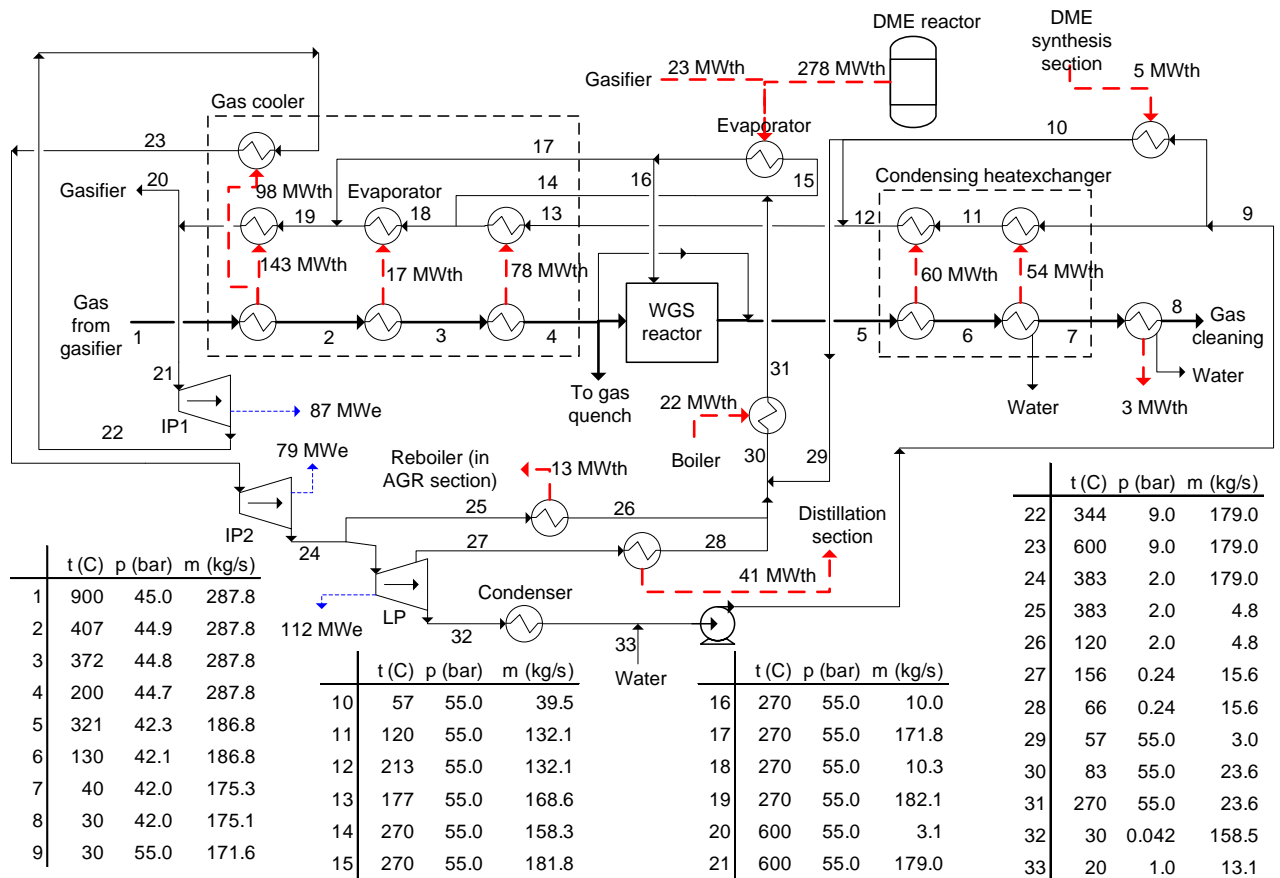 DME reactor
DME
synthesis
section
Gasifier
23 MWth
278 MWth
5 MWth
Gas cooler
Evaporator
10
23
17
16
15
Condensing heatexchanger
Gasifier
20
98 MWth
Evaporator
14
19
18
13
12
11
9
143 MWth
17 MWth
78 MWth
60 MWth
54 MWth
Gas
from
gasifier
WGS
reactor
Gas
cleaning
1
2
3
4
5
6
7
8
31
Water
21
To gas
quench
Water
3 MWth
IP1
87 MWe
22 MWth
22
79 MWe
Boiler
30
29
Reboiler (in
AGR section)
13 MWth
25
26
Distillation
section
IP2
24
27
28
41 MWth
Condenser
112 MWe
LP
32
33
Water
t (C) p (bar) m (kg/s)
1 900 45.0 287.8
2 407 44.9 287.8
3 372 44.8 287.8
4 200 44.7 287.8
5 321 42.3 186.8
6 130 42.1 186.8
7 40 42.0 175.3
8 30 42.0 175.1
9 30 55.0 171.6
t (C) p (bar) m (kg/s)
10 57 55.0 39.5
11 120 55.0 132.1
12 213 55.0 132.1
13 177 55.0 168.6
14 270 55.0 158.3
15 270 55.0 181.8
t (C) p (bar) m (kg/s)
16 270 55.0 10.0
17 270 55.0 171.8
18 270 55.0 10.3
19 270 55.0 182.1
20 600 55.0 3.1
21 600 55.0 179.0
t (C) p (bar) m (kg/s)
22 344 9.0 179.0
23 600 9.0 179.0
24 383 2.0 179.0
25 383 2.0 4.8
26 120 2.0 4.8
27 156 0.24 15.6
28 66 0.24 15.6
29 57 55.0 3.0
30 83 55.0 23.6
31 270 55.0 23.6
32 30 0.042 158.5
33 20 1.0 13.1